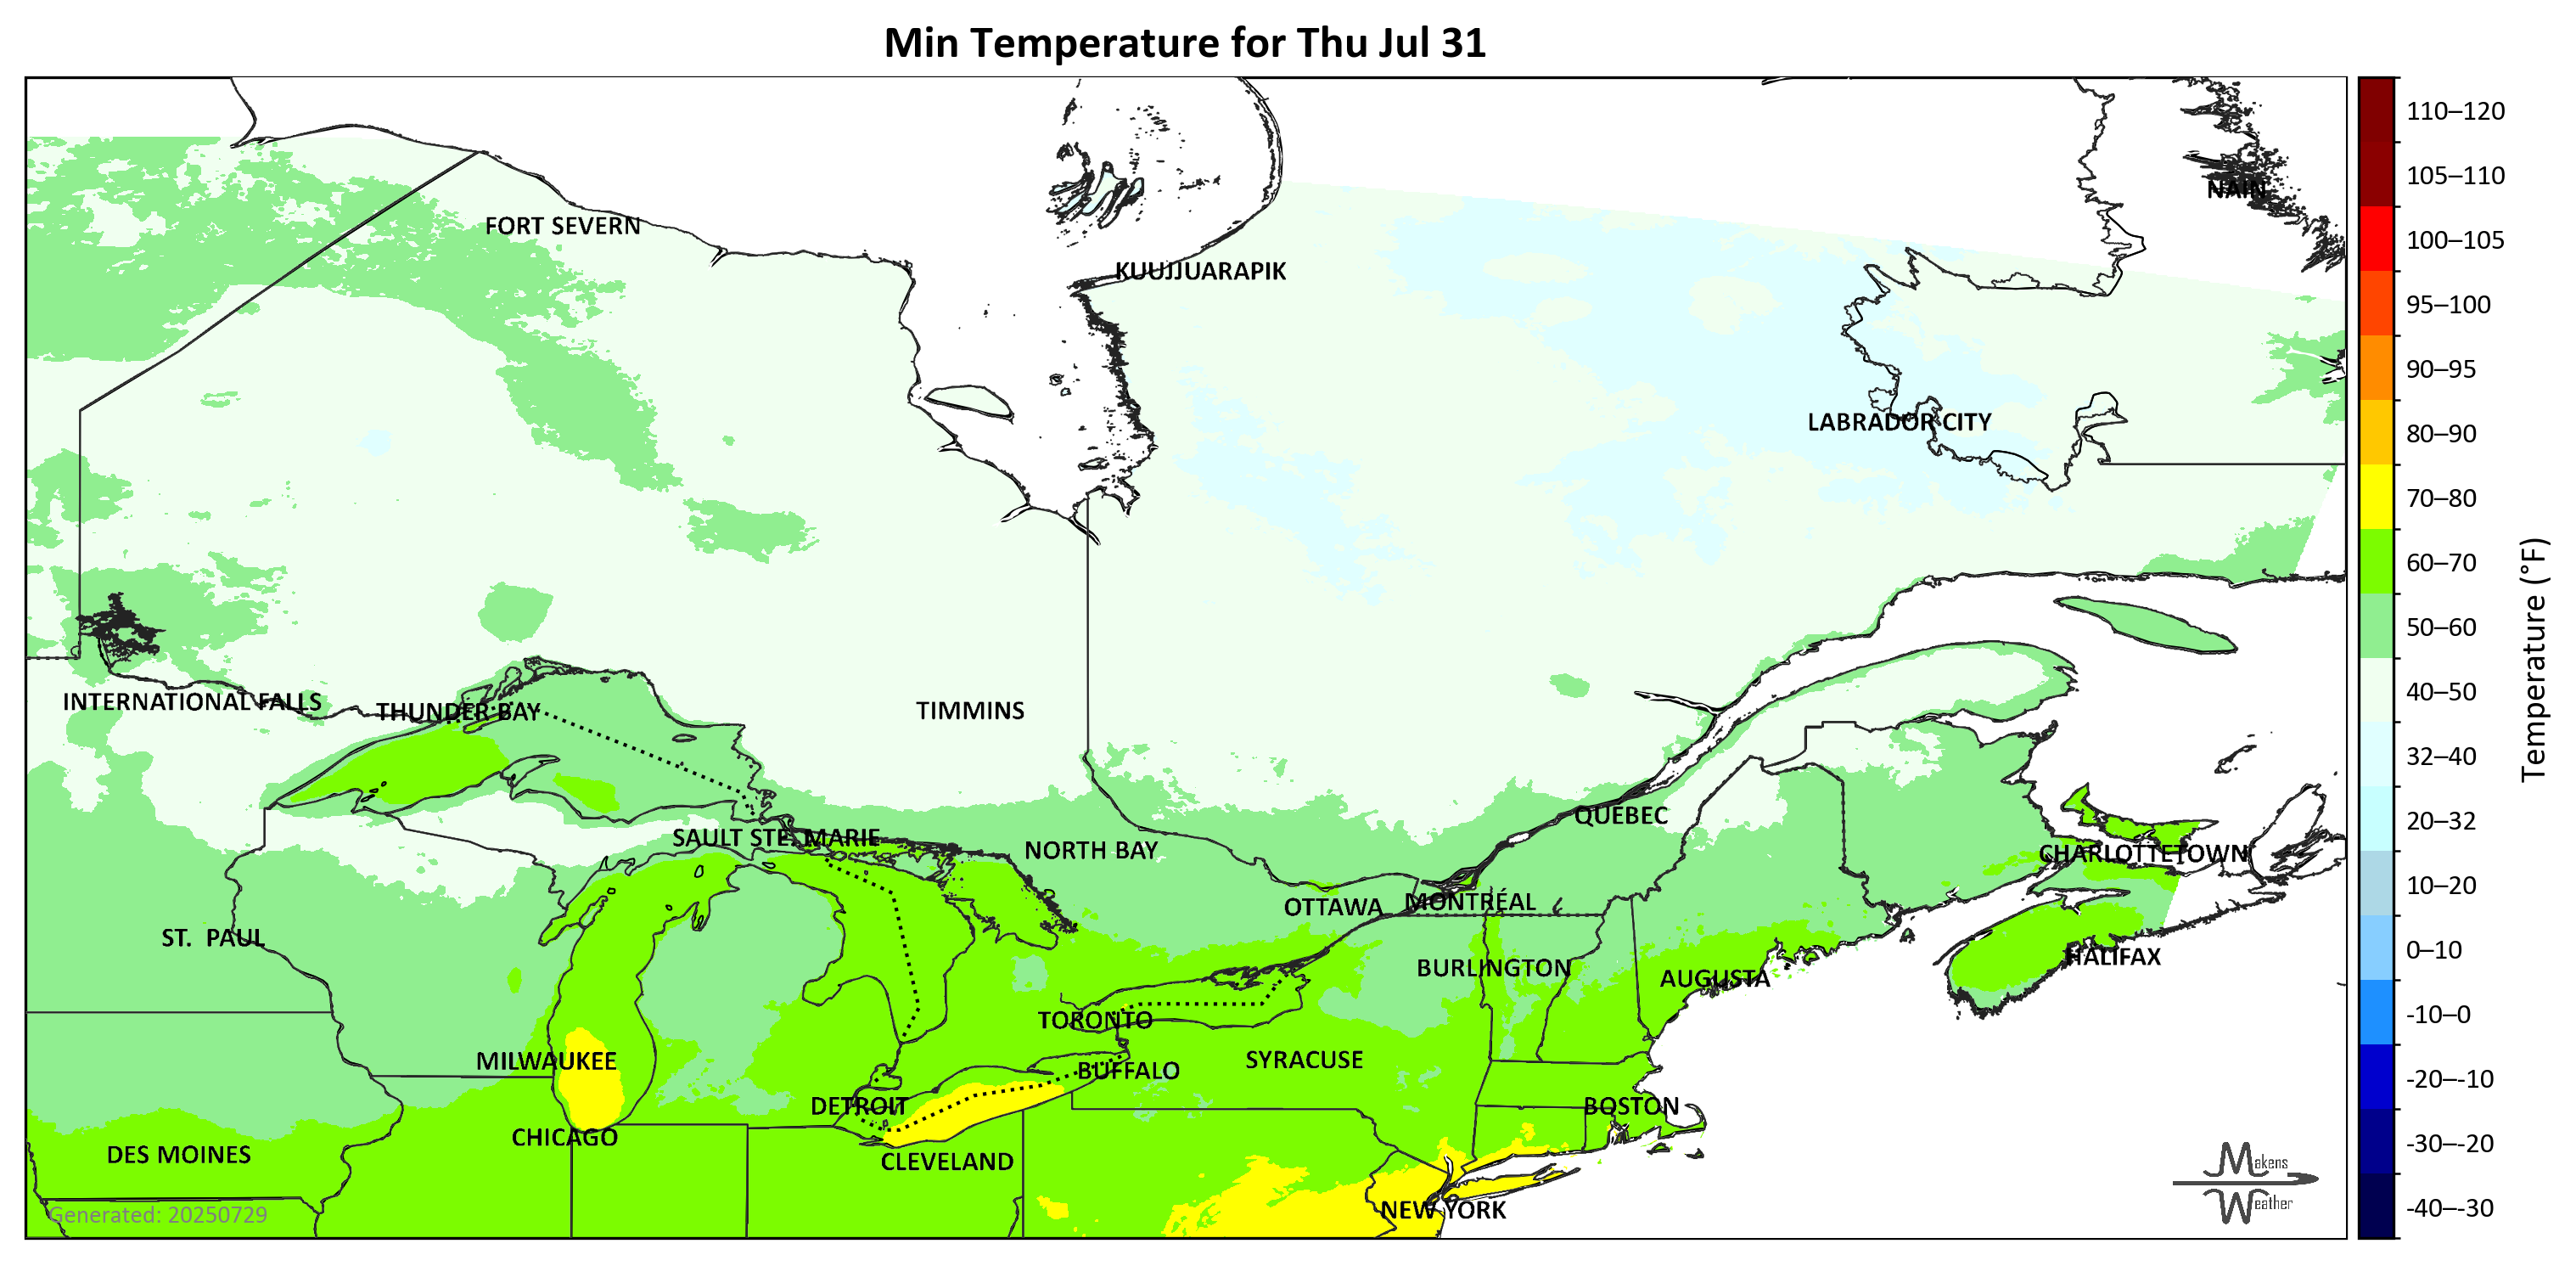 Min Temperature for Thu Jul 31
110–120
105–110
NAIN
FORT SEVERN
100–105
KUUJJUARAPIK
95–100
90–95
LABRADOR CITY
80–90
70–80
60–70
50–60
Temperature (°F)
40–50
INTERNATIONAL FALLS
THUNDER BAY
TIMMINS
32–40
QUEBEC
20–32
SAULT STE. MARIE
NORTH BAY
CHARLOTTETOWN
10–20
OTTAWA
MONTRÉAL
ST. PAUL
0–10
HALIFAX
BURLINGTON
AUGUSTA
-10–0
TORONTO
MILWAUKEE
SYRACUSE
BUFFALO
-20–-10
DETROIT
BOSTON
CHICAGO
-30–-20
DES MOINES
CLEVELAND
Makens
Weather
NEW YORK
-40–-30
Generated: 20250729